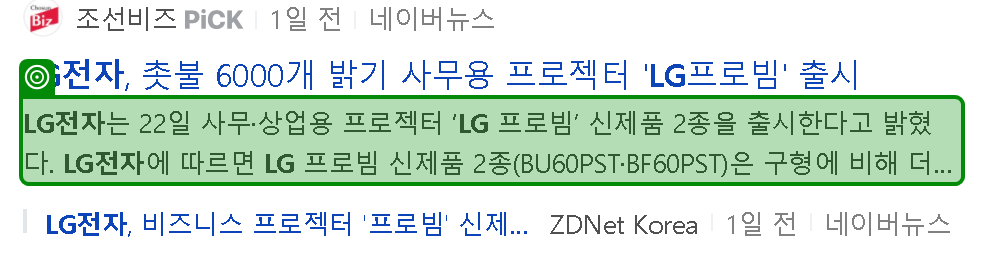 Chosun Biz 조선비즈 PiCK 1일 전 네이버뉴스
G전자, 촛불 6000개 밝기 사무용 프로젝터 'LG프로빔' 출시
LG전자는 22일 사무·상업용 프로젝터 ‘LG 프로빔’ 신제품 2종을 출시한다고 밝혔
다. LG전자에 따르면 LG 프로빔 신제품 2종(BU60PST·BF60PST)은 구형에 비해 더...
LG전자, 비즈니스 프로젝터 '프로빔' 신제... ZDNet Korea 1일 전 네이버뉴스